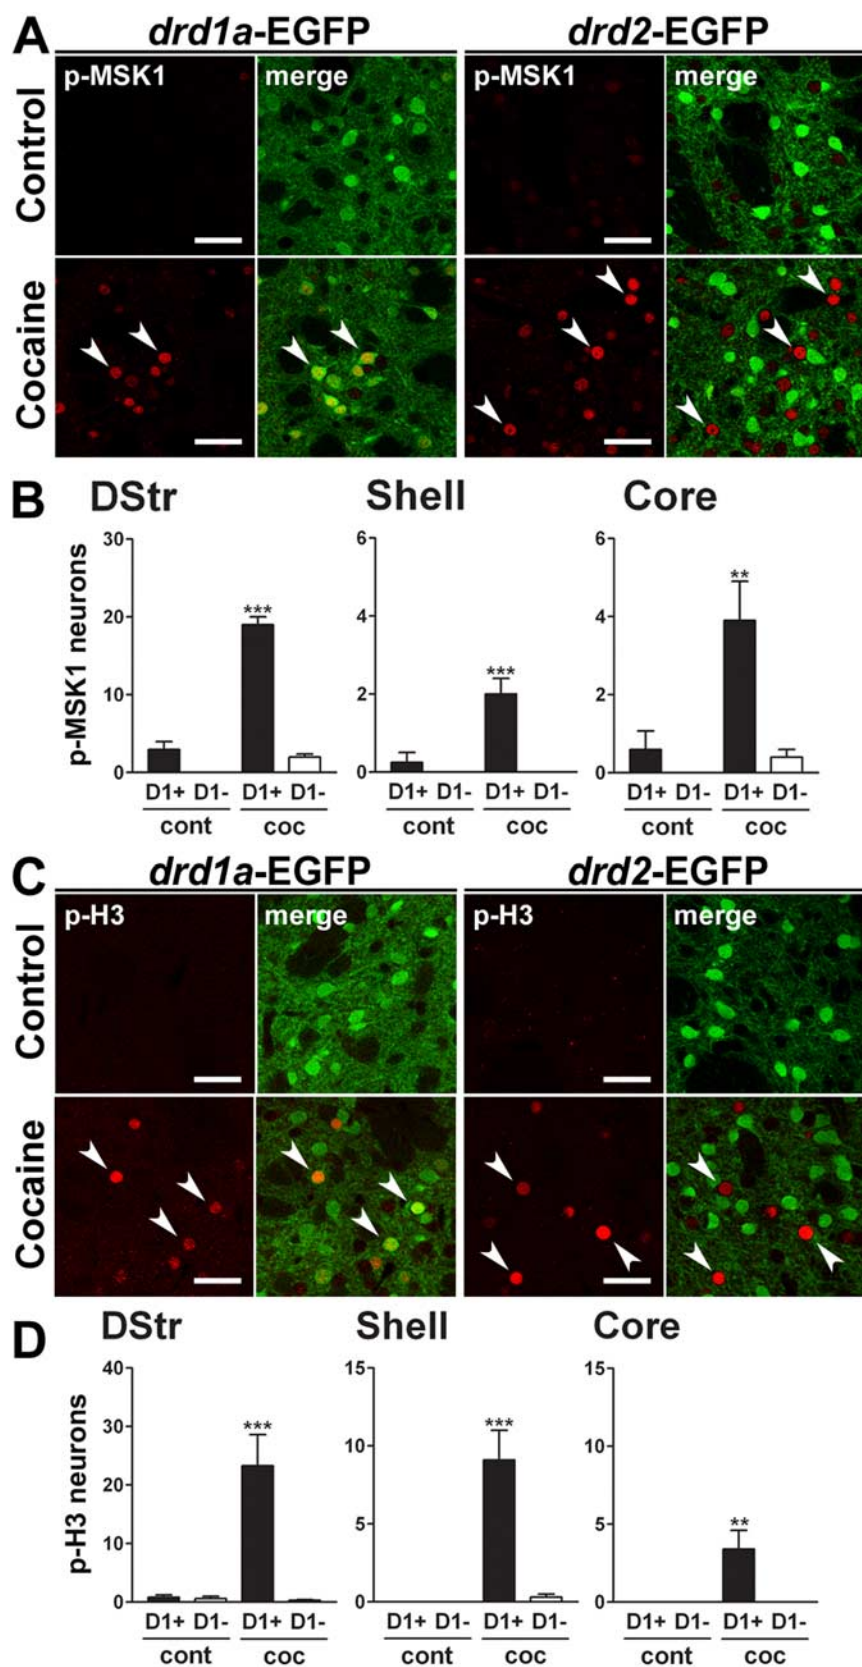 A
drd1a-EGFP drd2-EGFP
p-MSK1 merge p-MSK1 merge
Control
Cocaine
B
DStr Shell Core
p-MSK1 neurons
30 6 6
*** *** **
20 4 4
10 2 2
0 0 0
D1+ D1- D1+ D1- D1+ D1- D1+ D1- D1+ D1- D1+ D1-
cont coc cont coc cont coc
C
drd1a-EGFP drd2-EGFP
p-H3 merge p-H3 merge
Control
Cocaine
D
DStr Shell Core
p-H3 neurons
40 15 15
*** *** **
30 10 10
20 5 5
10
0 0 0
D1+ D1- D1+ D1- D1+ D1- D1+ D1- D1+ D1- D1+ D1-
cont coc cont coc cont coc